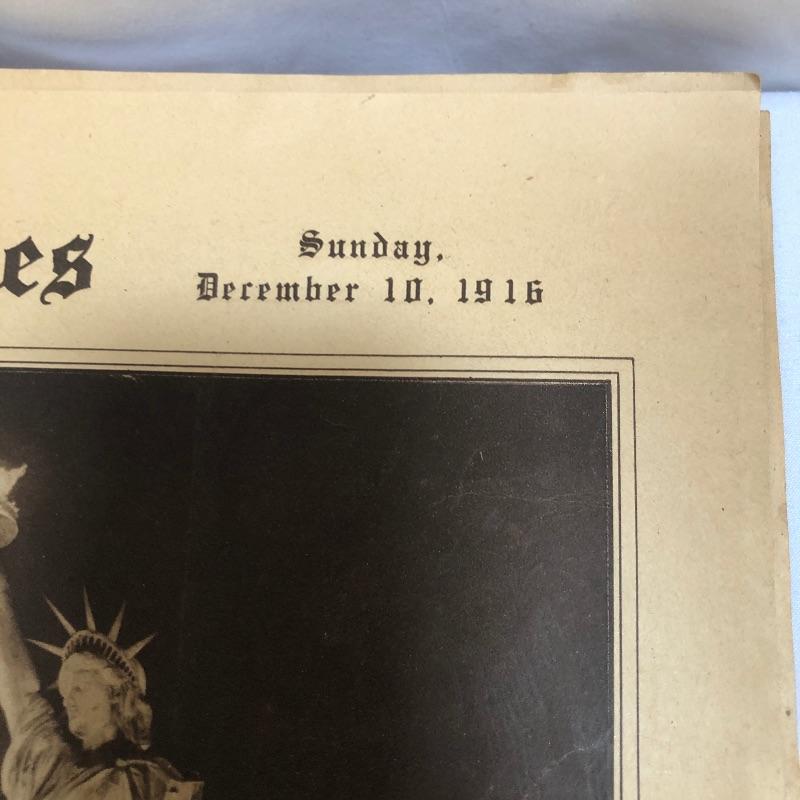 es
Sunday,
December 10, 1916